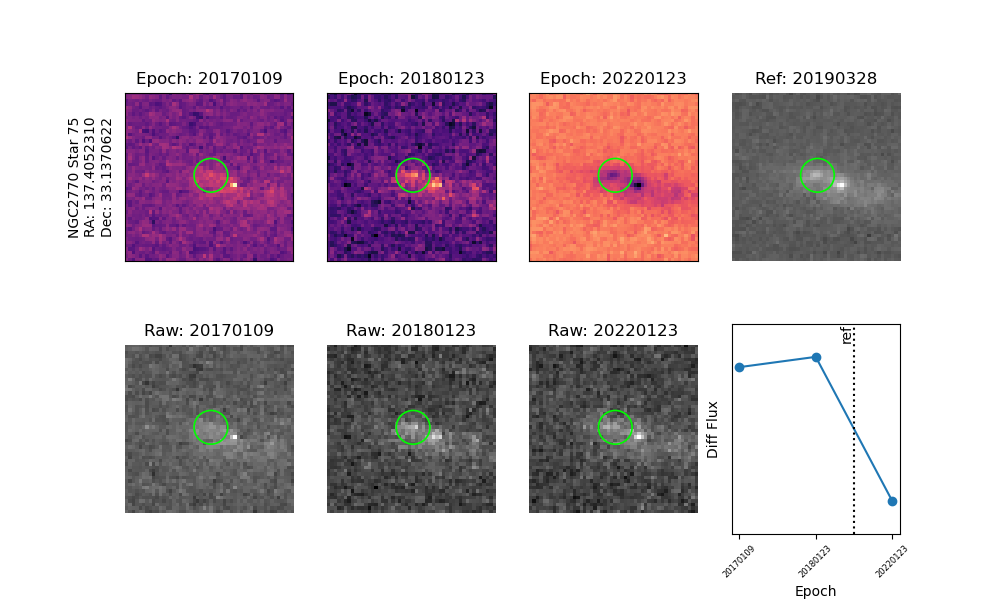 NGC2770 Star 75
RA: 137.4052310
Dec: 33.1370622
Epoch: 20170109
Epoch: 20180123
Epoch: 20220123
Ref: 20190328
Raw: 20170109
Raw: 20180123
Raw: 20220123
ref
Diff Flux
20170109
20180123
20220123
Epoch